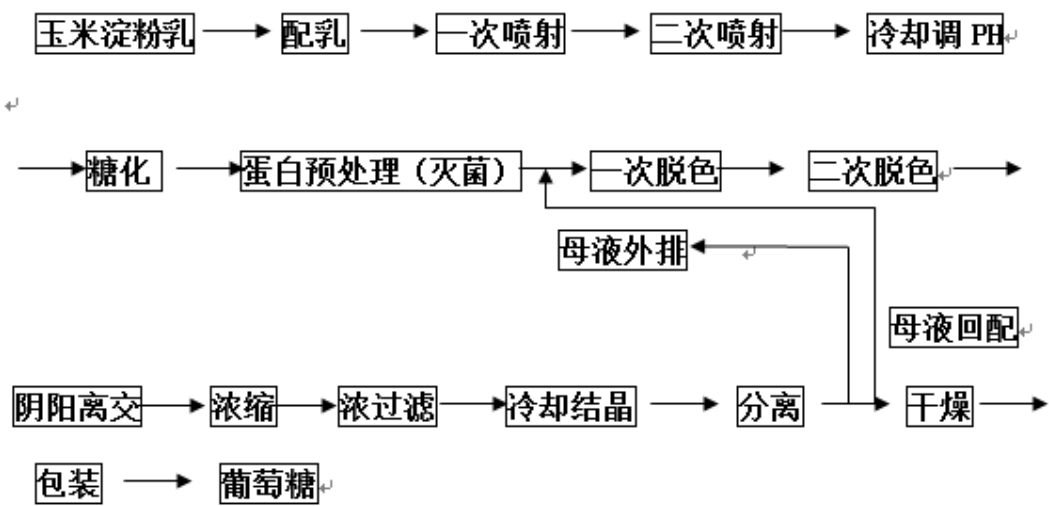 玉米淀粉乳 配乳 一次喷射 二次喷射 冷却调 PH
糖化 蛋白预处理（灭菌） 一次脱色 二次脱色
母液外排
母液回配
阴阳离交 浓缩 浓过滤 冷却结晶 分离 干燥
包装 葡萄糖